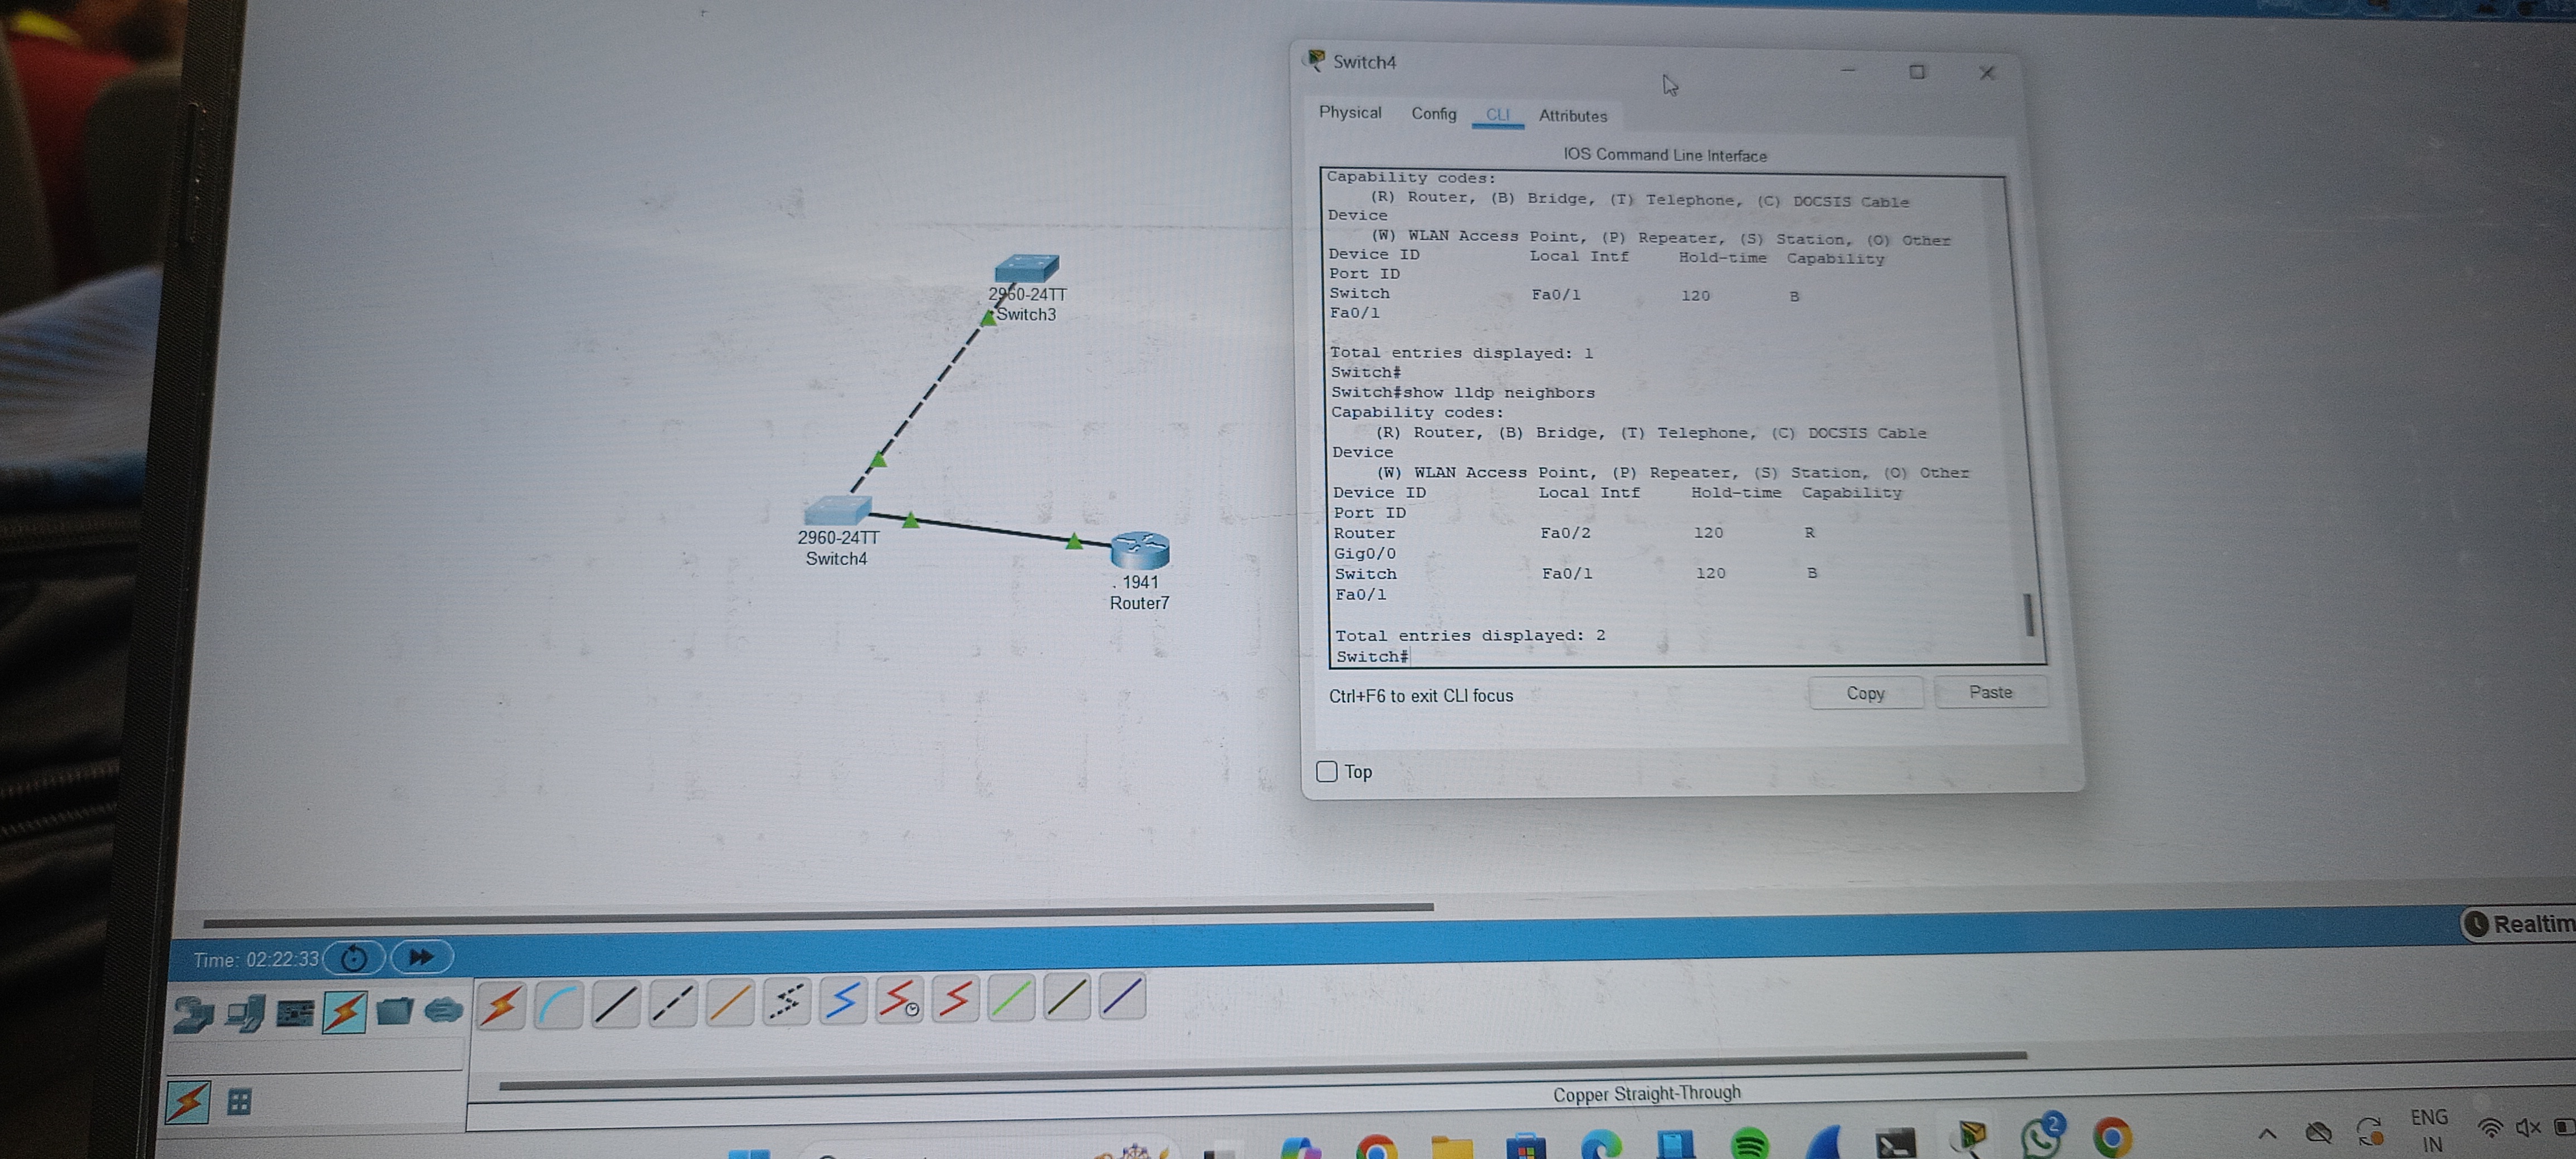 Switch4
Physical Config CLI Attributes
IOS Command Line Interface
Capability codes:
(R) Router, (B) Bridge, (T) Telephone, (C) DOCSIS Cable
Device
(W) WLAN Access Point, (P) Repeater, (S) Station, (O) Other
Device ID Local Intf Hold-time Capability
Port ID
Switch Fa0/1 120 B
Fa0/1
Total entries displayed: 1
Switch#
Switch#show lldp neighbors
Capability codes:
(R) Router, (B) Bridge, (T) Telephone, (C) DOCSIS Cable
Device
(W) WLAN Access Point, (P) Repeater, (S) Station, (O) Other
Device ID Local Intf Hold-time Capability
Port ID
Router Fa0/2 120 R
Gig0/0
Switch Fa0/1 120 B
Fa0/1
Total entries displayed: 2
Switch#
Ctrl+F6 to exit CLI focus
Copy Paste
Top
2960-24TT
Switch3
2960-24TT
Switch4
1941
Router7
Time: 02:22:33
Realtim
Copper Straight-Through
2
ENG
IN